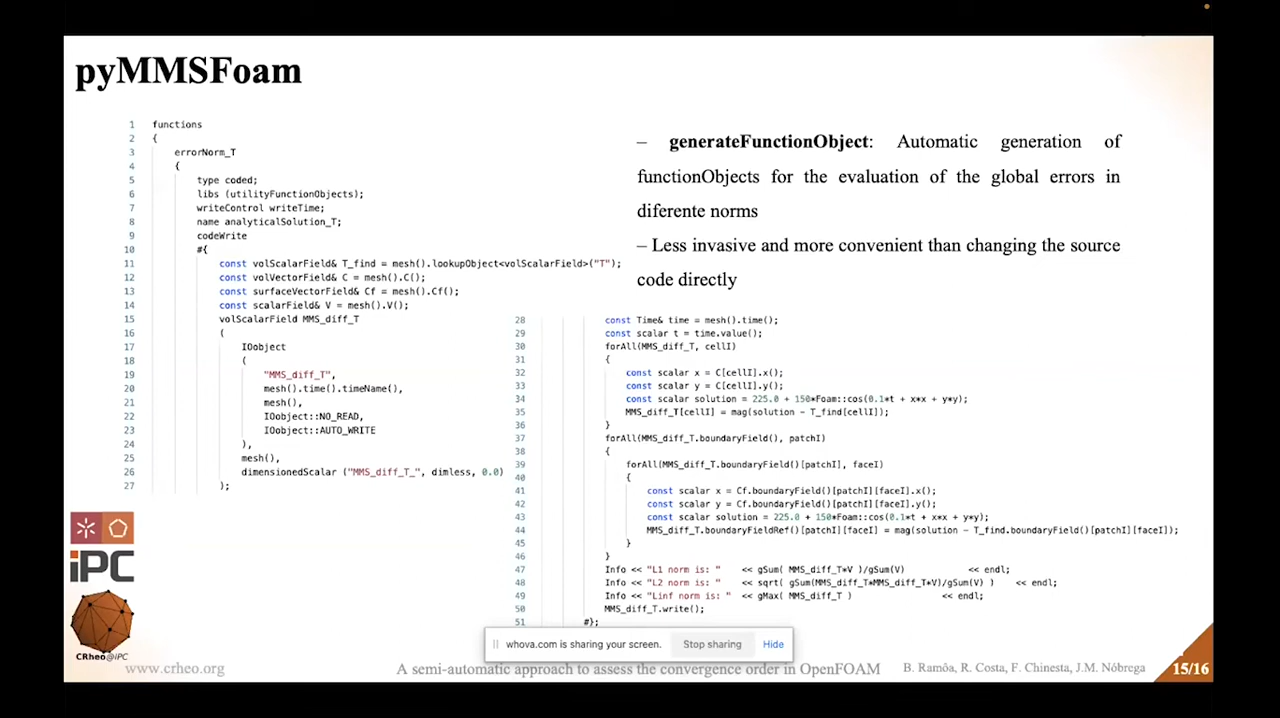 pyMMSFoam
1 functions
2 {
3 errorNorm_T
4 {
5 type coded;
6 libs (utilityFunctionObjects);
7 writeControl writeTime;
8 name analyticalSolution_T;
9 codeWrite
10 #{
11 const volScalarField& T_find = mesh().lookupObject<volScalarField>("T");
12 const volVectorField& C = mesh().C();
13 const surfaceVectorField& Cf = mesh().Cf();
14 const scalarField& V = mesh().V();
15 volScalarField MMS_diff_T
16 (
17 IOobject
18 (
19 "MMS_diff_T",
20 mesh().time().timeName(),
21 mesh(),
22 IOobject::NO_READ,
23 IOobject::AUTO_WRITE
24 ),
25 mesh(),
26 dimensionedScalar ("MMS_diff_T_", dimless, 0.0)
27 );
– generateFunctionObject: Automatic generation of
functionObjects for the evaluation of the global errors in
diferente norms
– Less invasive and more convenient than changing the source
code directly
28 const Time& time = mesh().time();
29 const scalar t = time.value();
30 forAll(MMS_diff_T, cellI)
31 {
32 const scalar x = C[cellI].x();
33 const scalar y = C[cellI].y();
34 const scalar solution = 225.0 + 150*Foam::cos(0.1*t + x*x + y*y);
35 MMS_diff_T[cellI] = mag(solution - T_find[cellI]);
36 }
37 forAll(MMS_diff_T.boundaryField(), patchI)
38 {
39 forAll(MMS_diff_T.boundaryField()[patchI], faceI)
40 {
41 const scalar x = Cf.boundaryField()[patchI][faceI].x();
42 const scalar y = Cf.boundaryField()[patchI][faceI].y();
43 const scalar solution = 225.0 + 150*Foam::cos(0.1*t + x*x + y*y);
44 MMS_diff_T.boundaryFieldRef()[patchI][faceI] = mag(solution - T_find.boundaryField()[patchI][faceI]);
45 }
46 }
47 Info << "L1 norm is: " << gSum( MMS_diff_T*V )/gSum(V) << endl;
48 Info << "L2 norm is: " << sqrt( gSum(MMS_diff_T*MMS_diff_T*V)/gSum(V) ) << endl;
49 Info << "Linf norm is: " << gMax( MMS_diff_T ) << endl;
50 MMS_diff_T.write();
51 #};
iPC
CRheo@iPC
whova.com is sharing your screen. Stop sharing Hide
www.crheo.org A semi-automatic approach to assess the convergence order in OpenFOAM B. Ramôa, R. Costa, F. Chinesta, J.M. Nóbrega 15/16